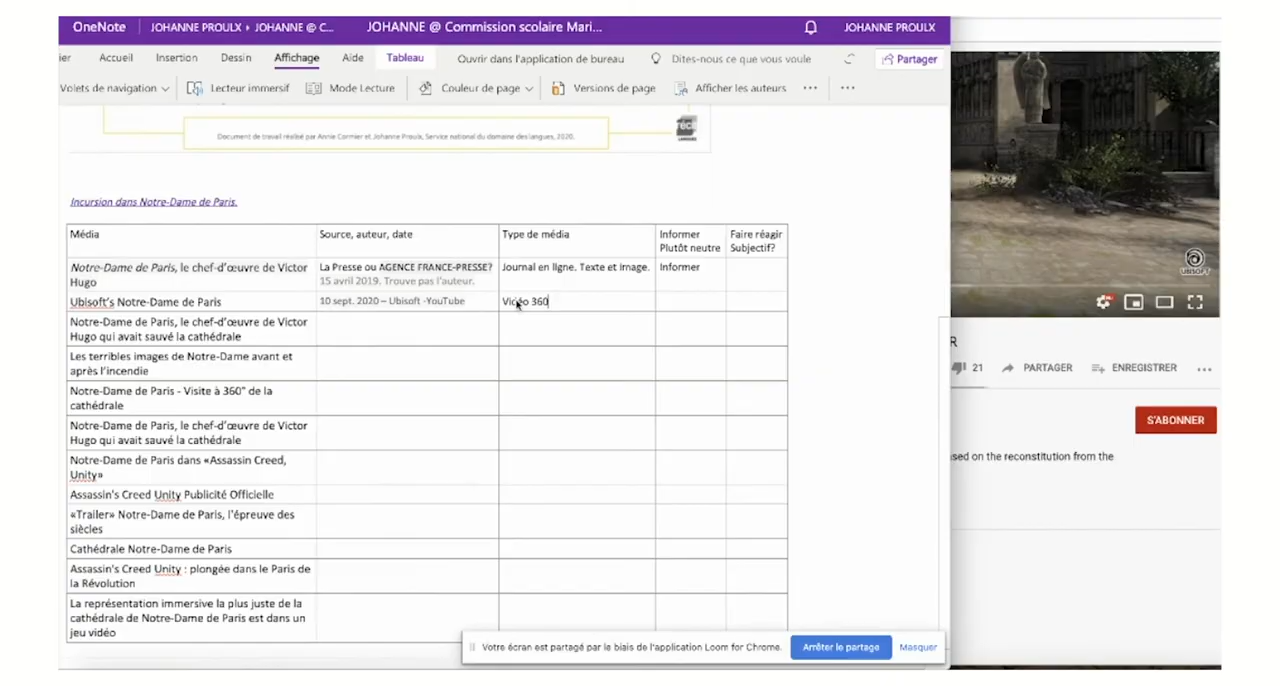 OneNote
JOHANNE PROULX › JOHANNE @ C...
JOHANNE @ Commission scolaire Mari...
JOHANNE PROULX
ier
Accueil
Insertion
Dessin
Affichage
Aide
Tableau
Ouvrir dans l'application de bureau
Dites-nous ce que vous voule
Partager
Volets de navigation
Lecteur immersif
Mode Lecture
Couleur de page
Versions de page
Afficher les auteurs
Document de travail réalisé par Annie Cormier et Johanne Proulx, Service national du domaine des langues, 2020.
Incursion dans Notre-Dame de Paris.
Média
Source, auteur, date
Type de média
Informer
Plutôt neutre
Faire réagir
Subjectif?
Notre-Dame de Paris, le chef-d'œuvre de Victor
Hugo
La Presse ou AGENCE FRANCE-PRESSE?
15 avril 2019. Trouve pas l'auteur.
Journal en ligne. Texte et image.
Informer
Ubisoft's Notre-Dame de Paris
10 sept. 2020 – Ubisoft -YouTube
Vidéo 360
Notre-Dame de Paris, le chef-d'œuvre de Victor
Hugo qui avait sauvé la cathédrale
Les terribles images de Notre-Dame avant et
après l'incendie
Notre-Dame de Paris - Visite à 360° de la
cathédrale
Notre-Dame de Paris, le chef-d'œuvre de Victor
Hugo qui avait sauvé la cathédrale
Notre-Dame de Paris dans «Assassin Creed,
Unity»
Assassin's Creed Unity Publicité Officielle
«Trailer» Notre-Dame de Paris, l'épreuve des
siècles
Cathédrale Notre-Dame de Paris
Assassin's Creed Unity : plongée dans le Paris de
la Révolution
La représentation immersive la plus juste de la
cathédrale de Notre-Dame de Paris est dans un
jeu vidéo
Votre écran est partagé par le biais de l'application Loom for Chrome.
Arrêter le partage
Masquer
UBISOFT
R
21
PARTAGER
ENREGISTRER
S'ABONNER
sed on the reconstitution from the